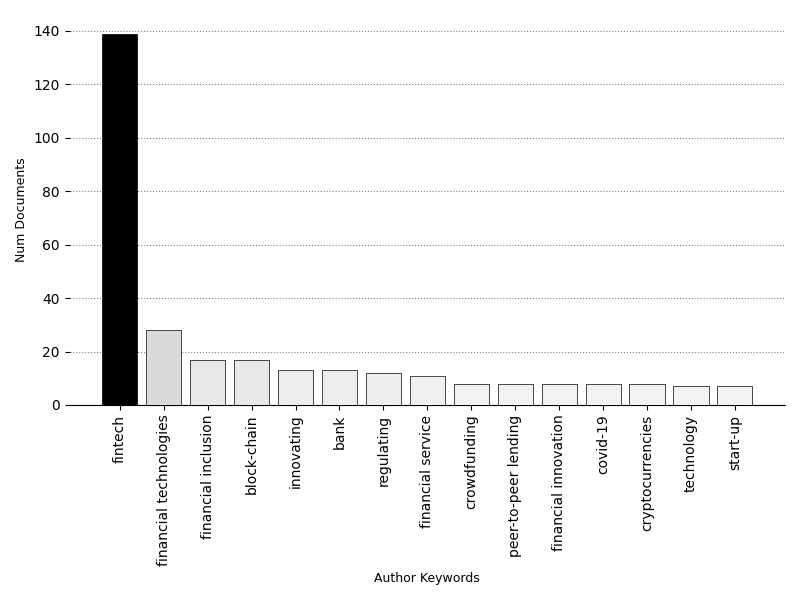 140
120
100
80
60
40
20
0
Num Documents
fintech
financial technologies
financial inclusion
block-chain
innovating
bank
regulating
financial service
crowdfunding
peer-to-peer lending
financial innovation
covid-19
cryptocurrencies
technology
start-up
Author Keywords